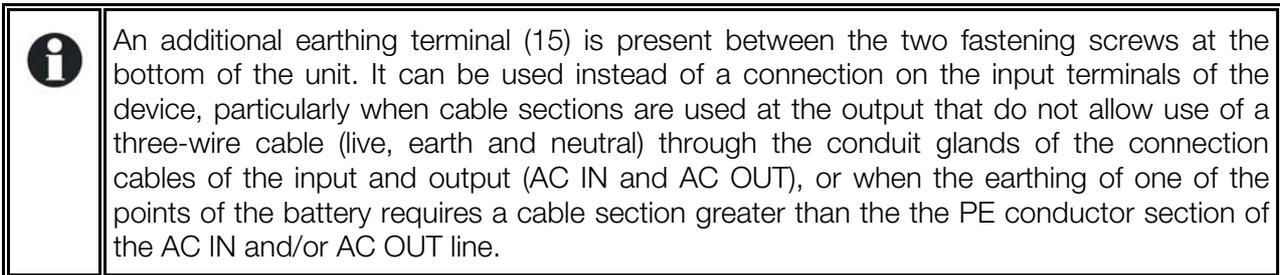 An additional earthing terminal (15) is present between the two fastening screws at the
bottom of the unit. It can be used instead of a connection on the input terminals of the
device, particularly when cable sections are used at the output that do not allow use of a
three-wire cable (live, earth and neutral) through the conduit glands of the connection
cables of the input and output (AC IN and AC OUT), or when the earthing of one of the
points of the battery requires a cable section greater than the the PE conductor section of
the AC IN and/or AC OUT line.